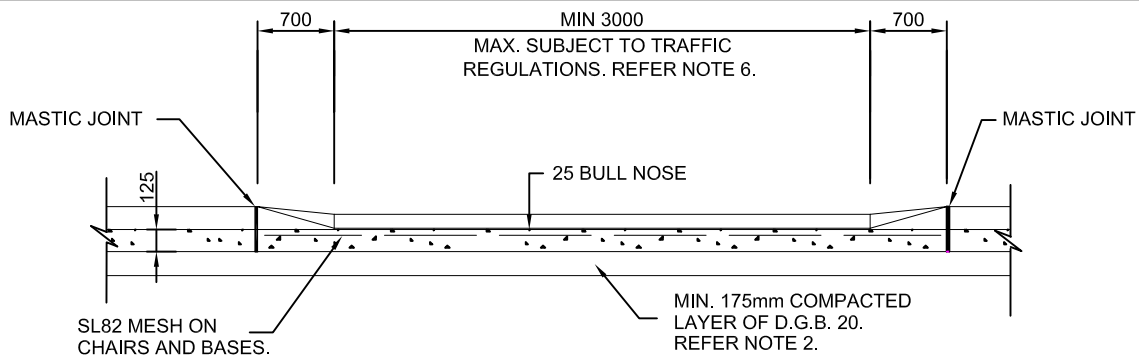 700
MIN 3000
700
MAX. SUBJECT TO TRAFFIC
REGULATIONS. REFER NOTE 6.
MASTIC JOINT
MASTIC JOINT
125
25 BULL NOSE
SL82 MESH ON
CHAIRS AND BASES.
MIN. 175mm COMPACTED
LAYER OF D.G.B. 20.
REFER NOTE 2.